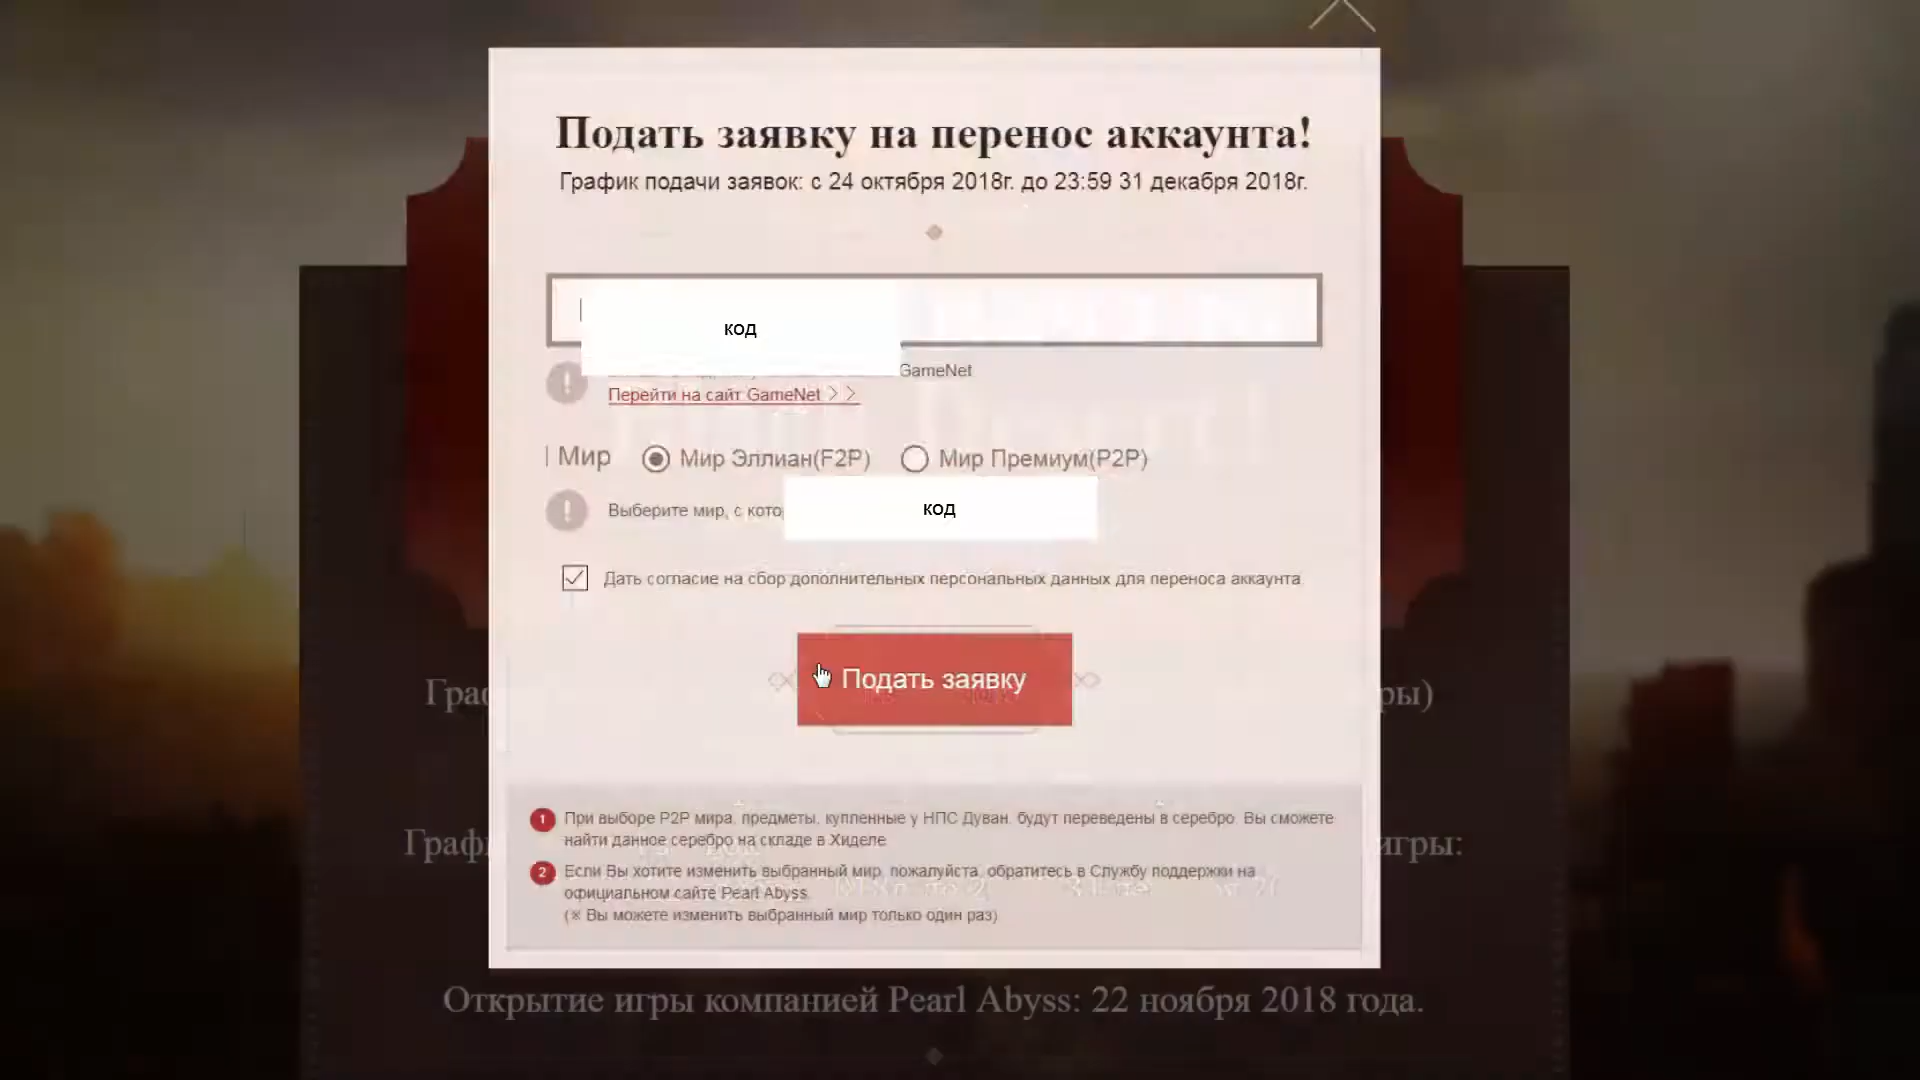 Подать заявку на перенос аккаунта!
График подачи заявок: с 24 октября 2018г. до 23:59 31 декабря 2018г.
код
GameNet
Перейти на сайт GameNet >>
| Мир Мир Эллиан(F2P) Мир Премиум(P2P)
Выберите мир, с кото
код
Дать согласие на сбор дополнительных персональных данных для переноса аккаунта
Подать заявку
ры)
1 При выборе P2P мира, предметы, купленные у НПС Дуван, будут переведены в серебро. Вы сможете
найти данное серебро на складе в Хиделе
Граф игры:
2 Если Вы хотите изменить выбранный мир, пожалуйста, обратитесь в Службу поддержки на
официальном сайте Pearl Abyss.
(※ Вы можете изменить выбранный мир только один раз)
Открытие игры компанией Pearl Abyss: 22 ноября 2018 года.